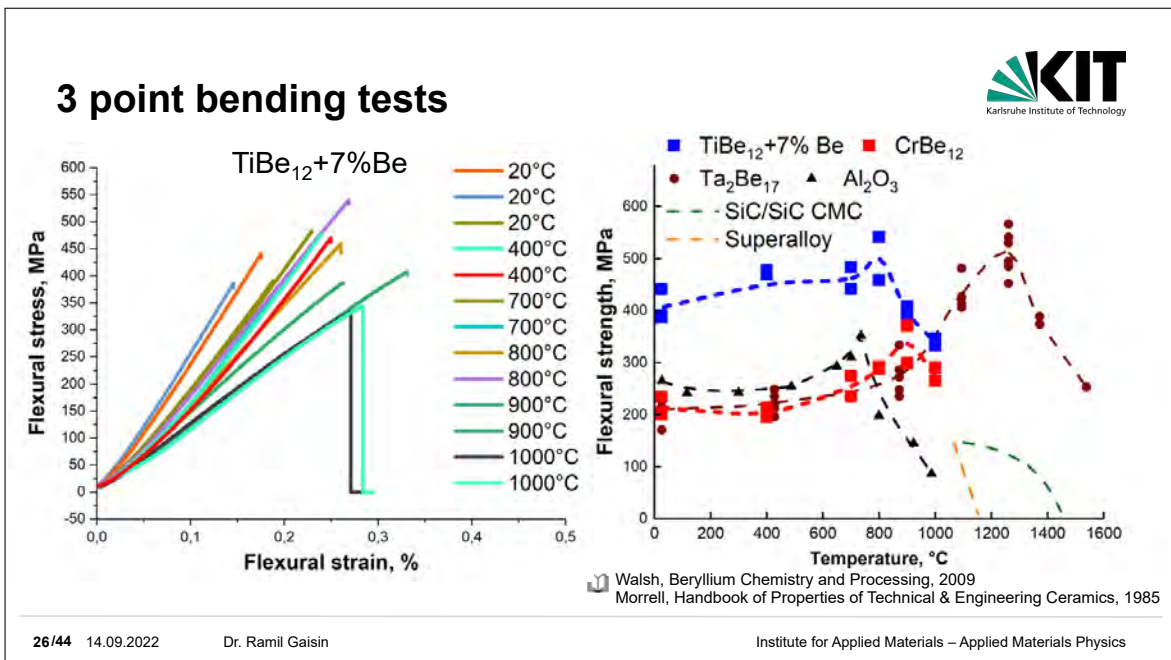 3 point bending tests
KIT
Karlsruhe Institute of Technology
TiBe₁₂+7%Be
600
550
500
450
400
350
300
250
200
150
100
50
0
-50
Flexural stress, MPa
0,0 0,1 0,2 0,3 0,4 0,5
Flexural strain, %
20°C
20°C
20°C
400°C
400°C
700°C
700°C
800°C
800°C
900°C
900°C
1000°C
1000°C
TiBe₁₂+7% Be CrBe₁₂
Ta₂Be₁₇ Al₂O₃
SiC/SiC CMC
Superalloy
600
500
400
300
200
100
0
Flexural strength, MPa
0 200 400 600 800 1000 1200 1400 1600
Temperature, °C
Walsh, Beryllium Chemistry and Processing, 2009
Morrell, Handbook of Properties of Technical & Engineering Ceramics, 1985
26/44 14.09.2022 Dr. Ramil Gaisin Institute for Applied Materials – Applied Materials Physics